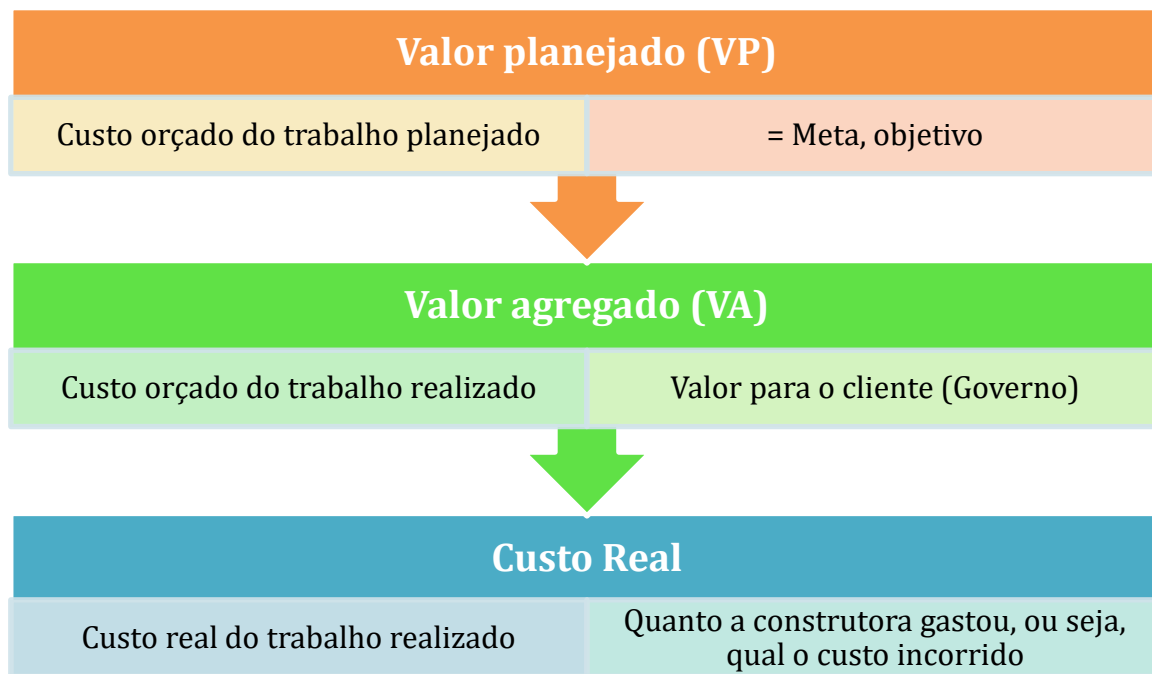 Valor planejado (VP)
Custo orçado do trabalho planejado
= Meta, objetivo
Valor agregado (VA)
Custo orçado do trabalho realizado
Valor para o cliente (Governo)
Custo Real
Custo real do trabalho realizado
Quanto a construtora gastou, ou seja,
qual o custo incorrido